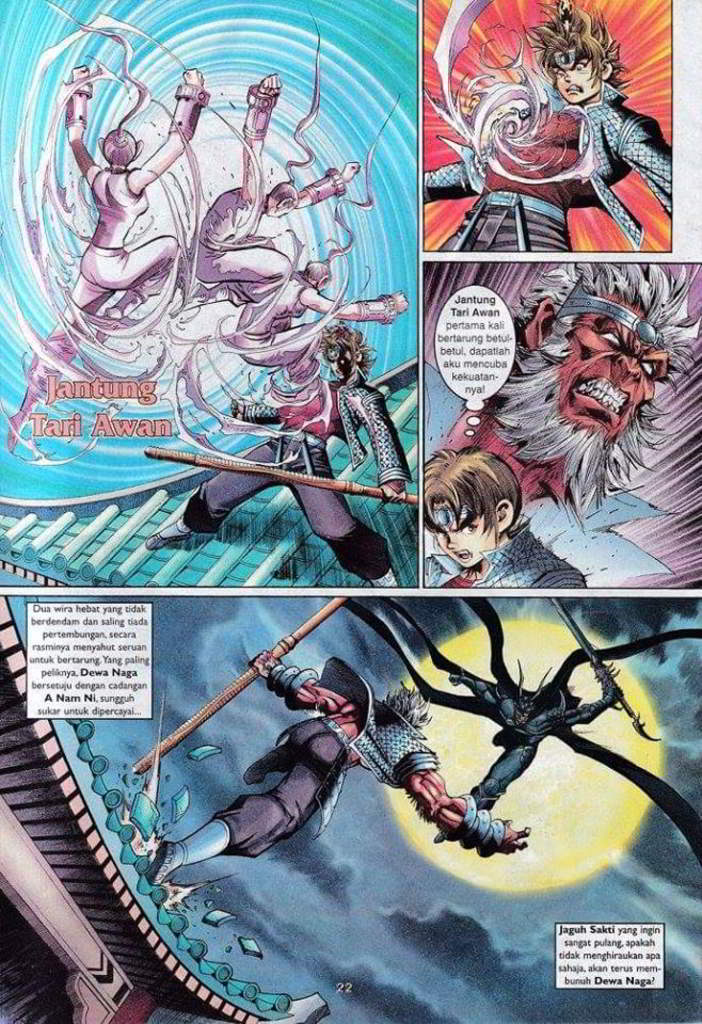 Jantung
Tari Awan
Jantung
Tari Awan
pertama kali
bertarung betul-
betul, dapatlah
aku mencuba
kekuatan-
nya!
Dua wira hebat yang tidak
berdendam dan saling tiada
pertembungan, secara
rasminya menyahut seruan
untuk bertarung. Yang paling
peliknya, Dewa Naga
bersetuju dengan cadangan
A Nam Ni, sungguh
sukar untuk dipercayai...
Jaguh Sakti yang ingin
sangat pulang, apakah
tidak menghiraukan apa
sahaja, akan terus mem-
bunuh Dewa Naga?
22